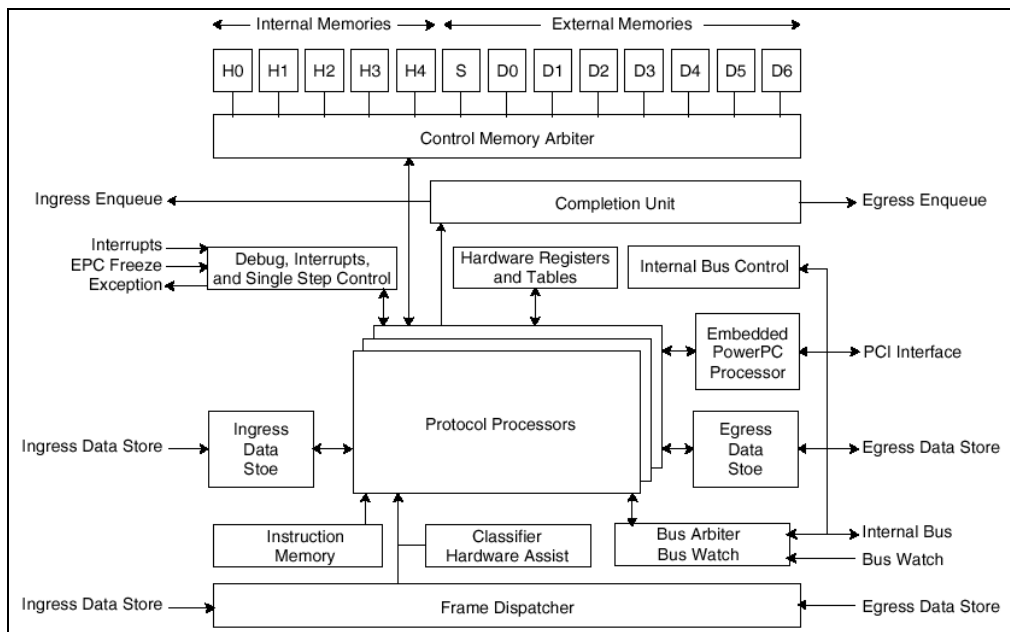 Internal Memories
External Memories
H0 H1 H2 H3 H4 S D0 D1 D2 D3 D4 D5 D6
Control Memory Arbiter
Ingress Enqueue
Completion Unit
Egress Enqueue
Interrupts
EPC Freeze
Exception
Debug, Interrupts,
and Single Step Control
Hardware Registers
and Tables
Internal Bus Control
Embedded
PowerPC
Processor
PCI Interface
Protocol Processors
Ingress Data Store
Ingress
Data
Stoe
Egress
Data
Stoe
Egress Data Store
Instruction
Memory
Classifier
Hardware Assist
Bus Arbiter
Bus Watch
Internal Bus
Bus Watch
Ingress Data Store
Frame Dispatcher
Egress Data Store